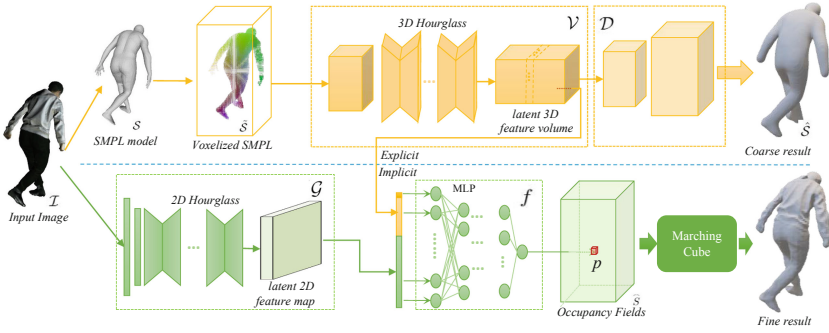 3D Hourglass
𝒱
𝒟
S
SMPL model
S̃
Voxelized SMPL
latent 3D
feature volume
Ŝ
Coarse result
Explicit
Implicit
I
Input Image
2D Hourglass
G
latent 2D
feature map
MLP
f
p
S̄
Occupancy Fields
Marching
Cube
Fine result